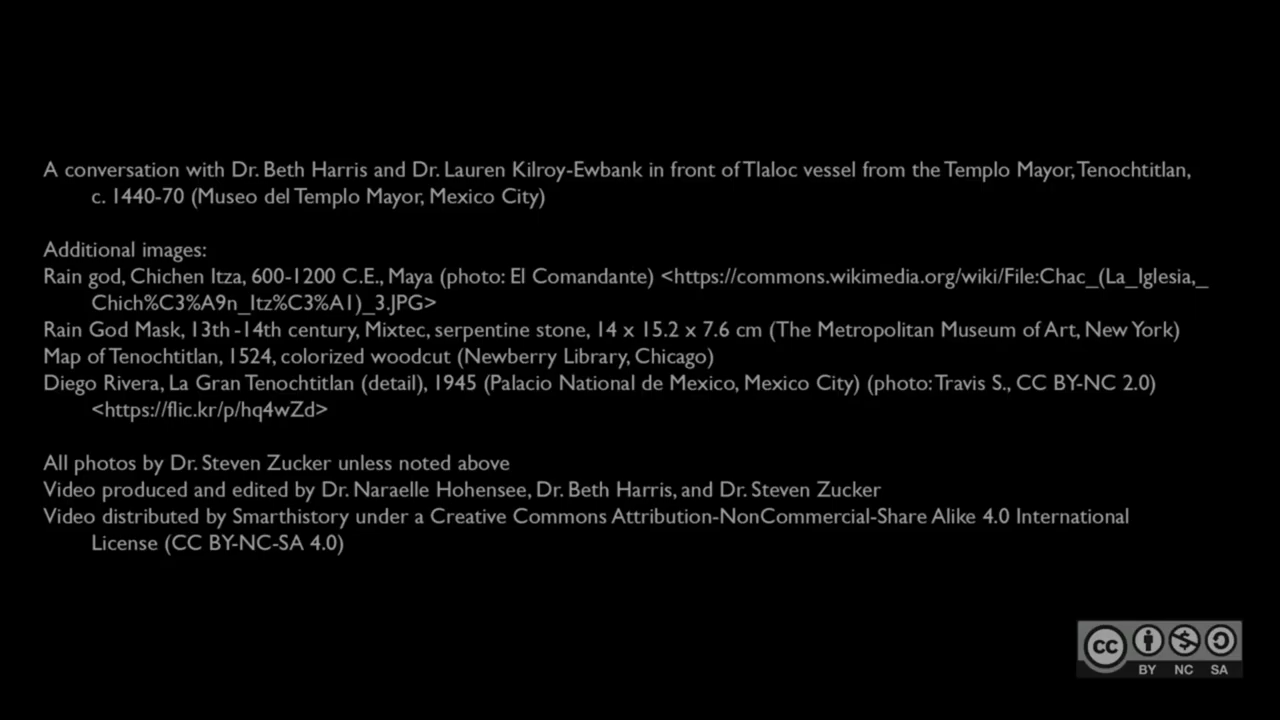 A conversation with Dr. Beth Harris and Dr. Lauren Kilroy-Ewbank in front of Tlaloc vessel from the Templo Mayor, Tenochtitlan,
c. 1440-70 (Museo del Templo Mayor, Mexico City)
Additional images:
Rain god, Chichen Itza, 600-1200 C.E., Maya (photo: El Comandante) <https://commons.wikimedia.org/wiki/File:Chac_(La_Iglesia,_
Chich%C3%A9n_Itz%C3%A1)_3.JPG>
Rain God Mask, 13th -14th century, Mixtec, serpentine stone, 14 x 15.2 x 7.6 cm (The Metropolitan Museum of Art, New York)
Map of Tenochtitlan, 1524, colorized woodcut (Newberry Library, Chicago)
Diego Rivera, La Gran Tenochtitlan (detail), 1945 (Palacio National de Mexico, Mexico City) (photo: Travis S., CC BY-NC 2.0)
<https://flic.kr/p/hq4wZd>
All photos by Dr. Steven Zucker unless noted above
Video produced and edited by Dr. Naraelle Hohensee, Dr. Beth Harris, and Dr. Steven Zucker
Video distributed by Smarthistory under a Creative Commons Attribution-NonCommercial-Share Alike 4.0 International
License (CC BY-NC-SA 4.0)
cc
BY NC SA